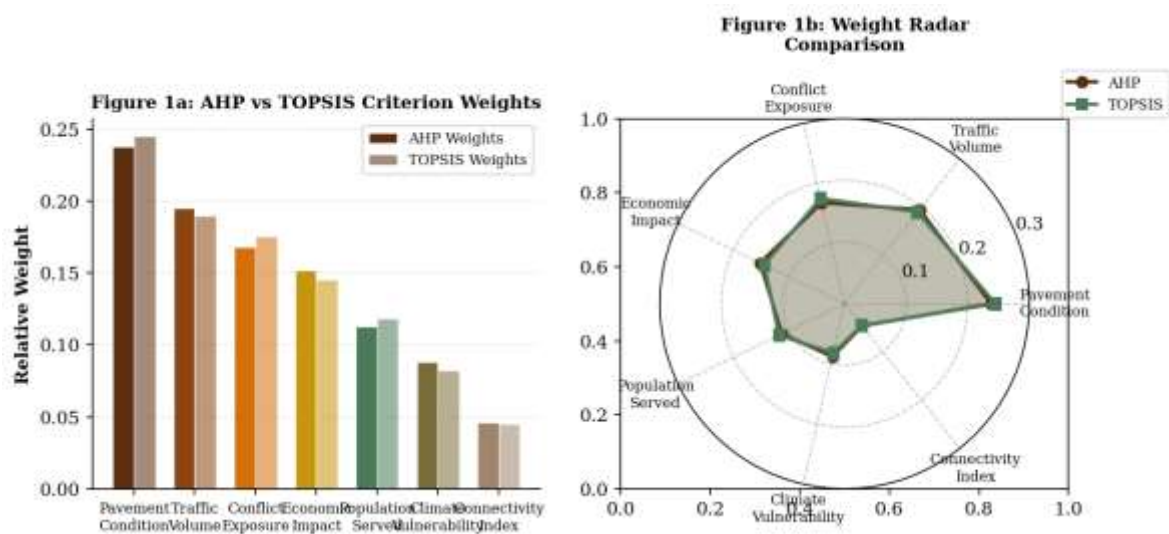 Figure 1a: AHP vs TOPSIS Criterion Weights
AHP Weights
TOPSIS Weights
Relative Weight
0.25
0.20
0.15
0.10
0.05
0.00
Pavement
Condition
Traffic
Volume
Conflict
Exposure
Economic
Impact
Population
Served
Climate
Vulnerability
Connectivity
Index
Figure 1b: Weight Radar
Comparison
AHP
TOPSIS
Conflict
Exposure
Traffic
Volume
Economic
Impact
Pavement
Condition
Population
Served
Connectivity
Index
Climate
Vulnerability
0.1
0.2
0.3
1.0
0.8
0.6
0.4
0.2
0.0
0.0
0.2
0.4
0.6
0.8
1.0